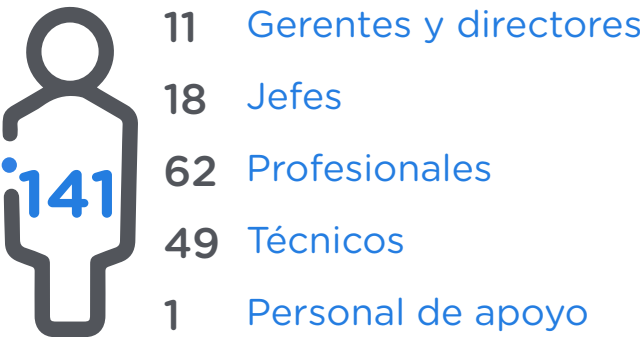 141
11 Gerentes y directores
18 Jefes
62 Profesionales
49 Técnicos
1 Personal de apoyo